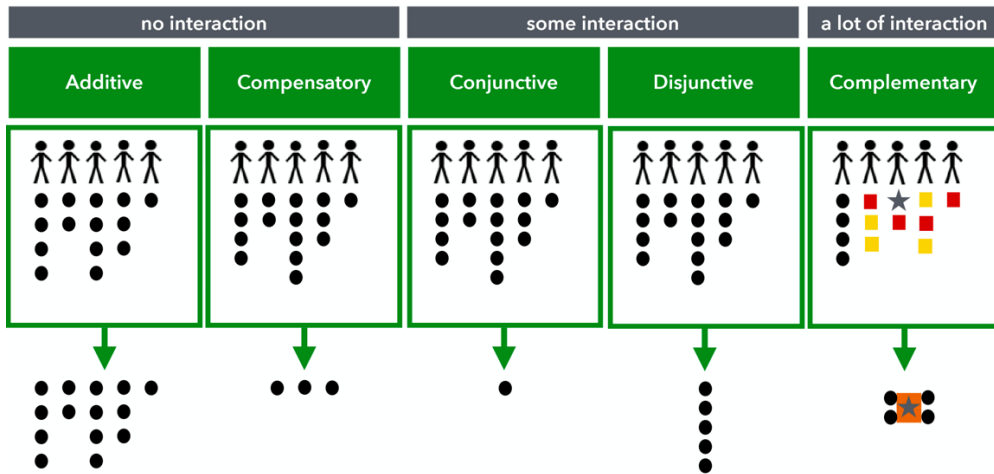 no interaction
some interaction
a lot of interaction
Additive
Compensatory
Conjunctive
Disjunctive
Complementary